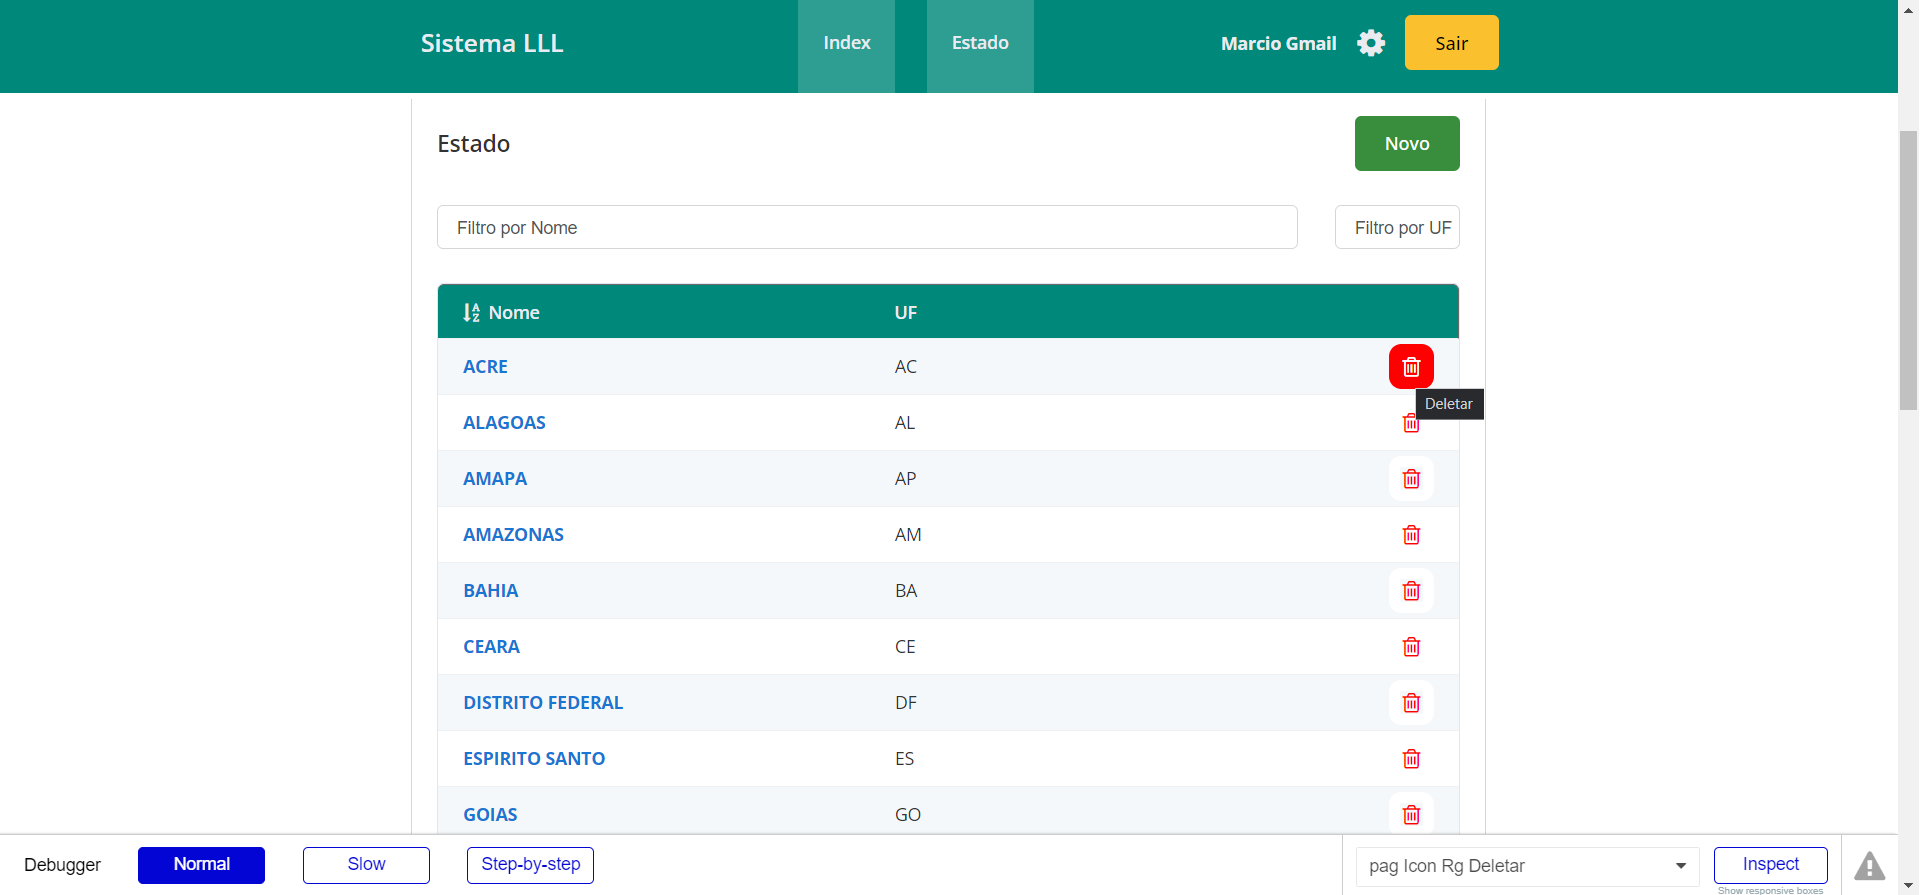 Sistema LLL
Index
Estado
Marcio Gmail
Sair
Estado
Novo
Filtro por Nome
Filtro por UF
Nome
UF
ACRE
AC
Deletar
ALAGOAS
AL
AMAPA
AP
AMAZONAS
AM
BAHIA
BA
CEARA
CE
DISTRITO FEDERAL
DF
ESPIRITO SANTO
ES
GOIAS
GO
Debugger
Normal
Slow
Step-by-step
pag Icon Rg Deletar
Inspect
Show responsive boxes